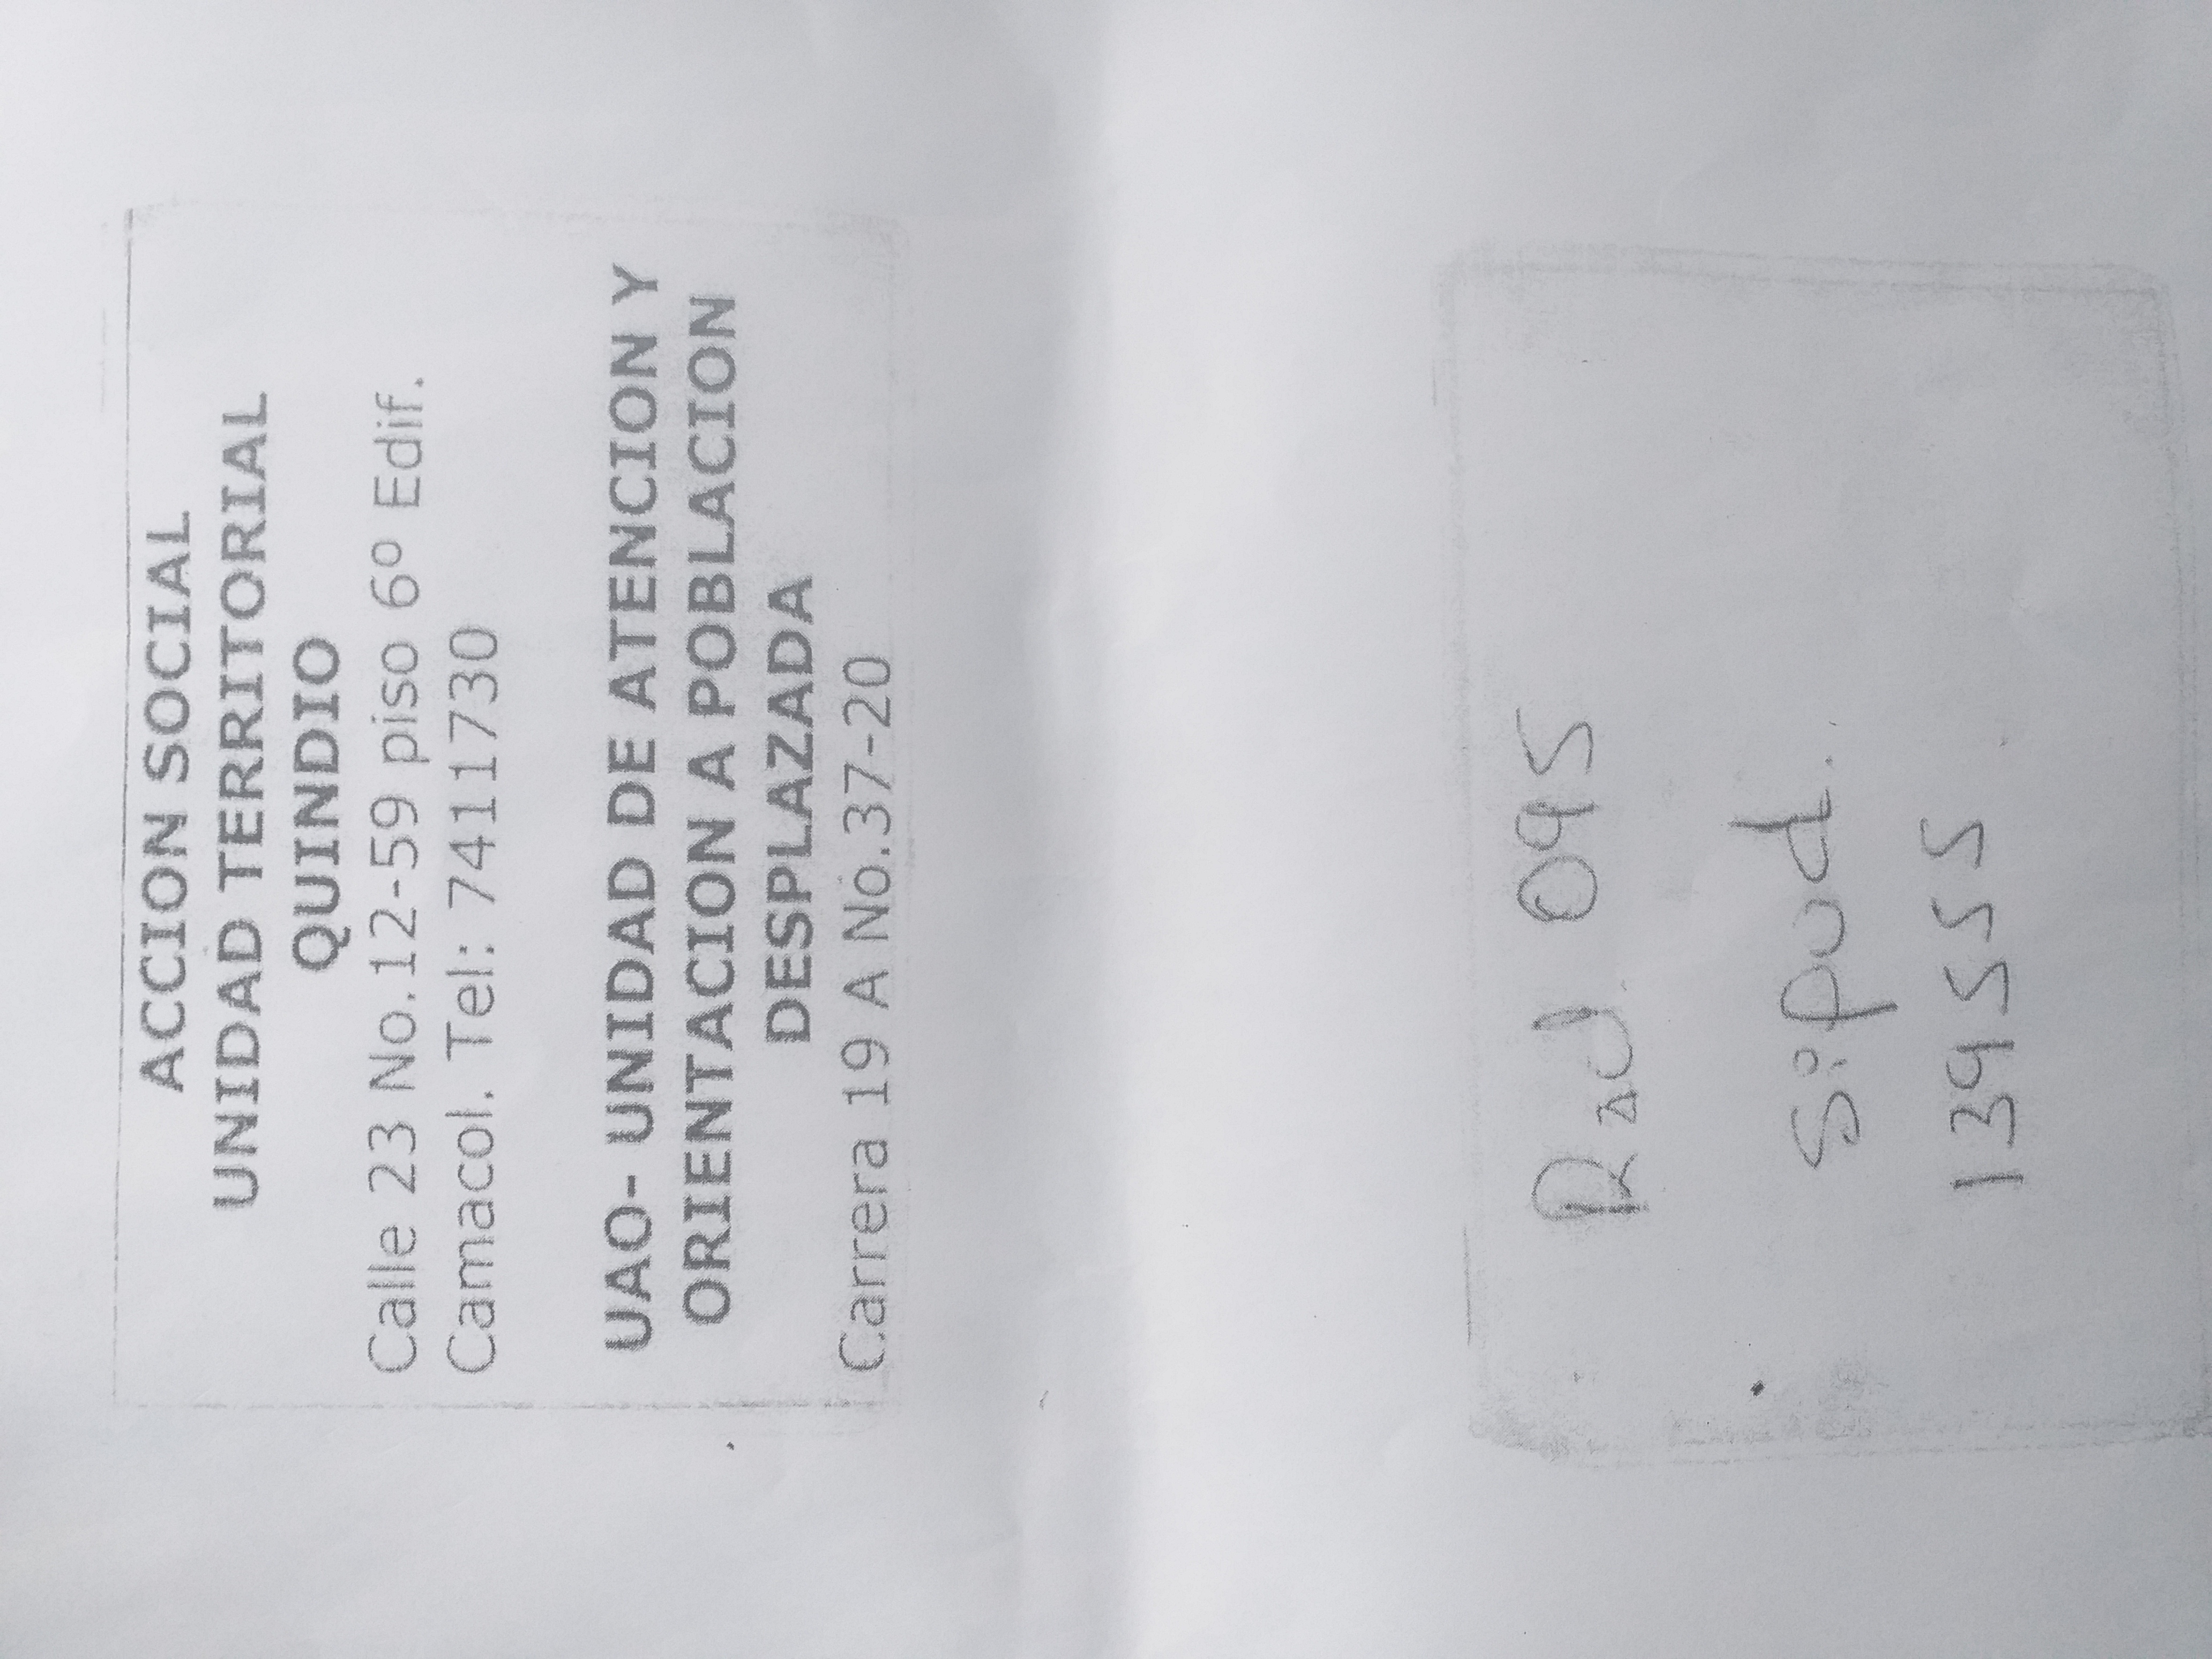 ACCION SOCIAL
UNIDAD TERRITORIAL
QUINDIO
Calle 23 No.12-59 piso 6º Edif.
Camacol. Tel: 7411730
UAO- UNIDAD DE ATENCION Y
ORIENTACION A POBLACION
DESPLAZADA
Carrera 19 A No.37-20
Rad. 095
Sipod.
139555